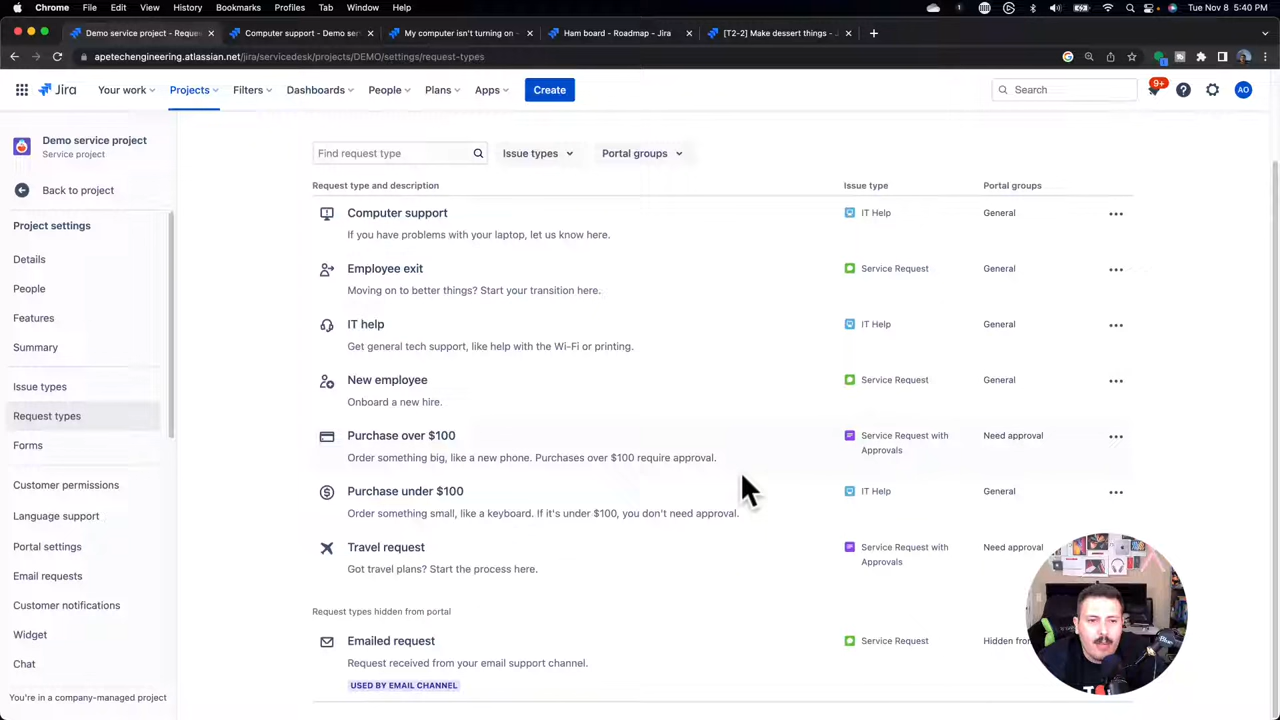 Chrome File Edit View History Bookmarks Profiles Tab Window Help Tue Nov 8 5:40 PM
Demo service project - Reque Computer support - Demo serv My computer isn't turning on - Ham board - Roadmap - Jira [T2-2] Make dessert treats - J
apetechengineering.atlassian.net/jira/servicedesk/projects/DEMO/settings/request-types
Jira Your work Projects Filters Dashboards People Plans Apps Create Search 9+ AO
Demo service project
Service project
Back to project
Project settings
Details
People
Features
Summary
Issue types
Request types
Forms
Customer permissions
Language support
Portal settings
Email requests
Customer notifications
Widget
Chat
You're in a company-managed project
Find request type Issue types Portal groups
Request type and description Issue type Portal groups
Computer support IT Help General
If you have problems with your laptop, let us know here.
Employee exit Service Request General
Moving on to better things? Start your transition here.
IT help IT Help General
Get general tech support, like help with the Wi-Fi or printing.
New employee Service Request General
Onboard a new hire.
Purchase over $100 Service Request with Need approval
Approvals
Order something big, like a new phone. Purchases over $100 require approval.
Purchase under $100 IT Help General
Order something small, like a keyboard. If it's under $100, you don't need approval.
Travel request Service Request with Need approval
Approvals
Got travel plans? Start the process here.
Request types hidden from portal
Emailed request Service Request Hidden from
Request received from your email support channel.
USED BY EMAIL CHANNEL